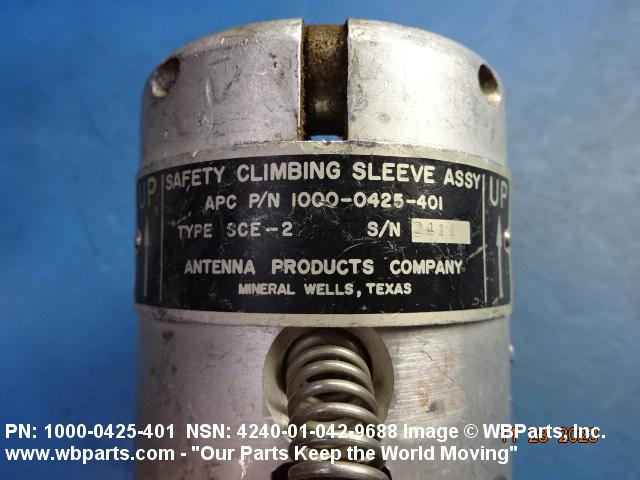 UP
SAFETY CLIMBING SLEEVE ASSY
UP
APC P/N 1000-0425-401
TYPE SCE-2 S/N 2411
ANTENNA PRODUCTS COMPANY
MINERAL WELLS, TEXAS
PN: 1000-0425-401 NSN: 4240-01-042-9688 Image © WBParts, Inc.
www.wbparts.com - "Our Parts Keep the World Moving"